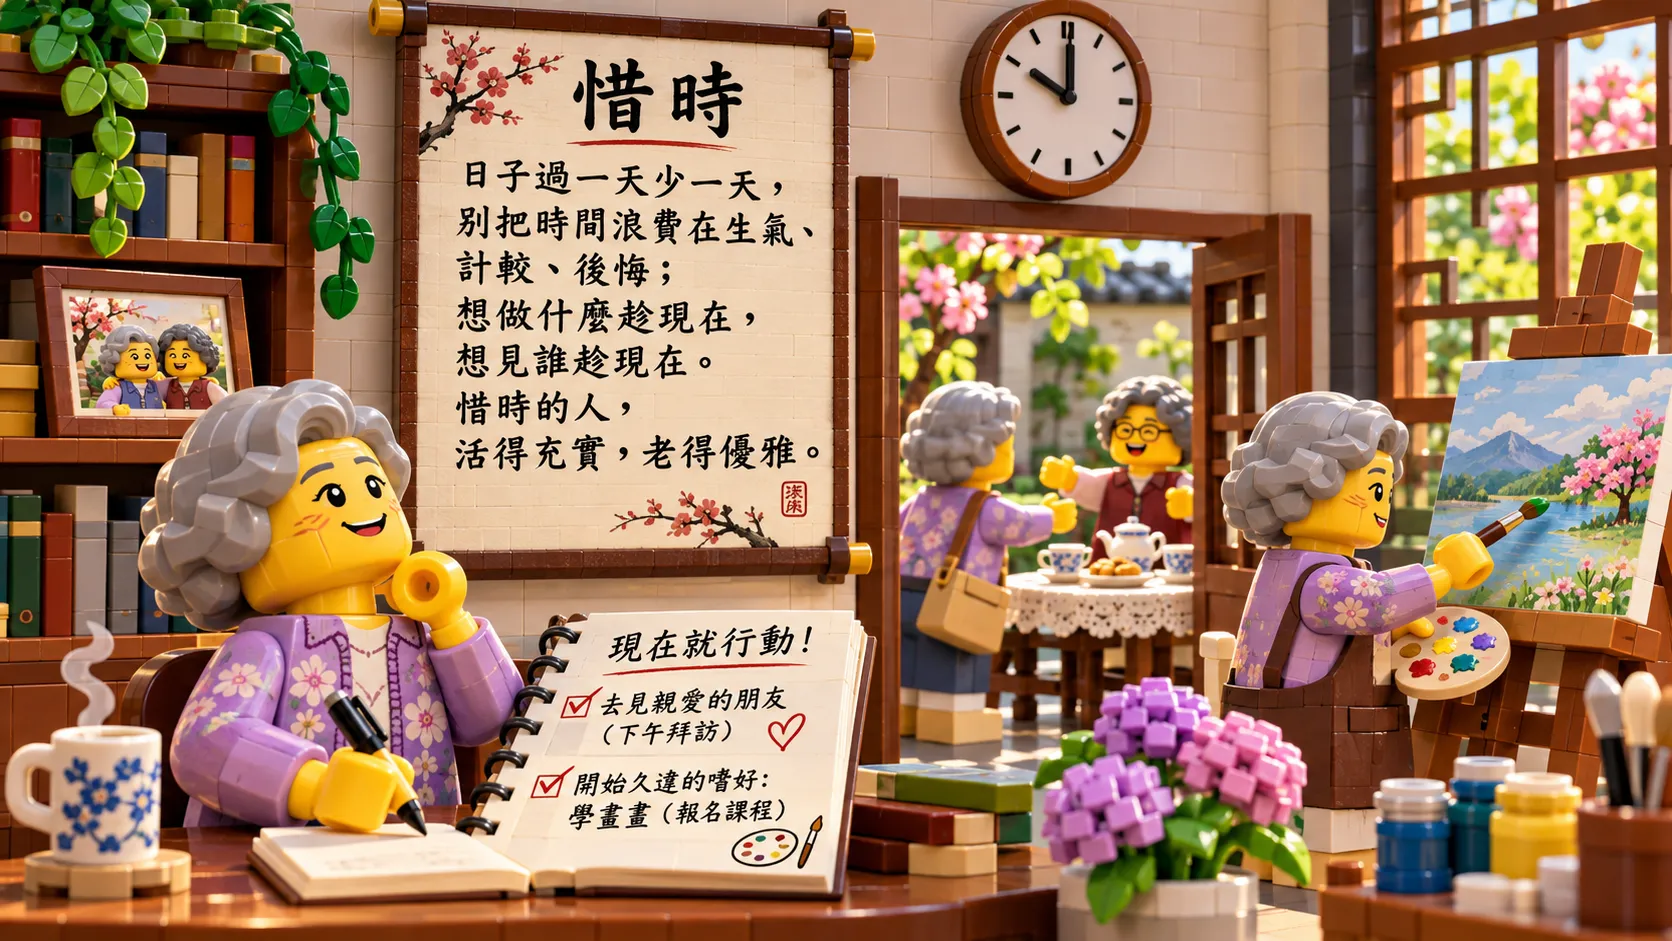 惜時
日子過一天少一天，
別把時間浪費在生氣、
計較、後悔；
想做什麼趁現在，
想見誰趁現在。
惜時的人，
活得充實，老得優雅。
現在就行動！
去見親愛的朋友
（下午拜訪）
開始久違的嗜好：
學畫畫（報名課程）